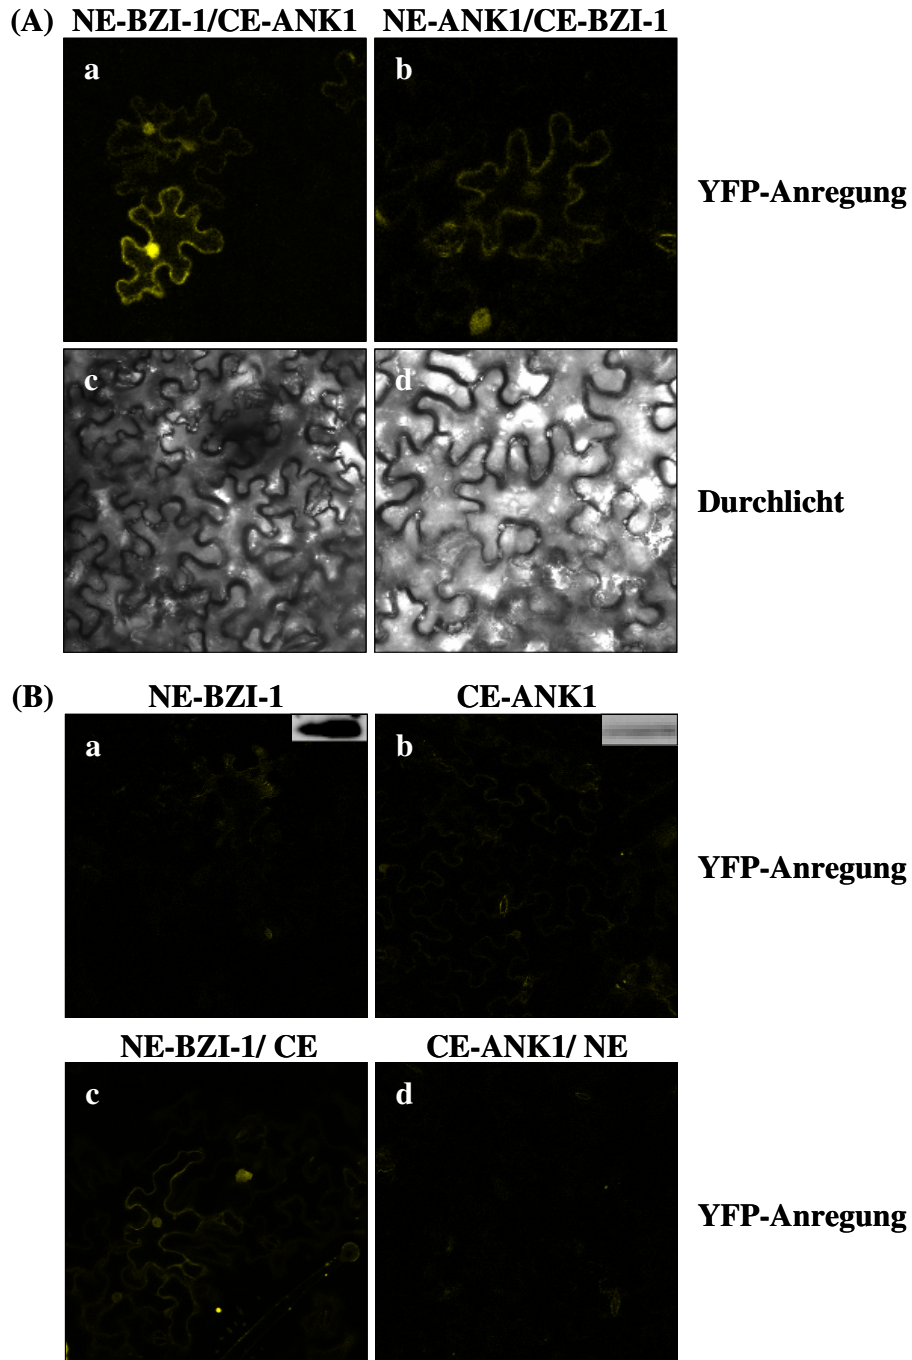 (A) NE-BZI-1/CE-ANK1 NE-ANK1/CE-BZI-1
a b
YFP-Anregung
c d
Durchlicht
(B) NE-BZI-1 CE-ANK1
a b
YFP-Anregung
NE-BZI-1/ CE CE-ANK1/ NE
c d
YFP-Anregung